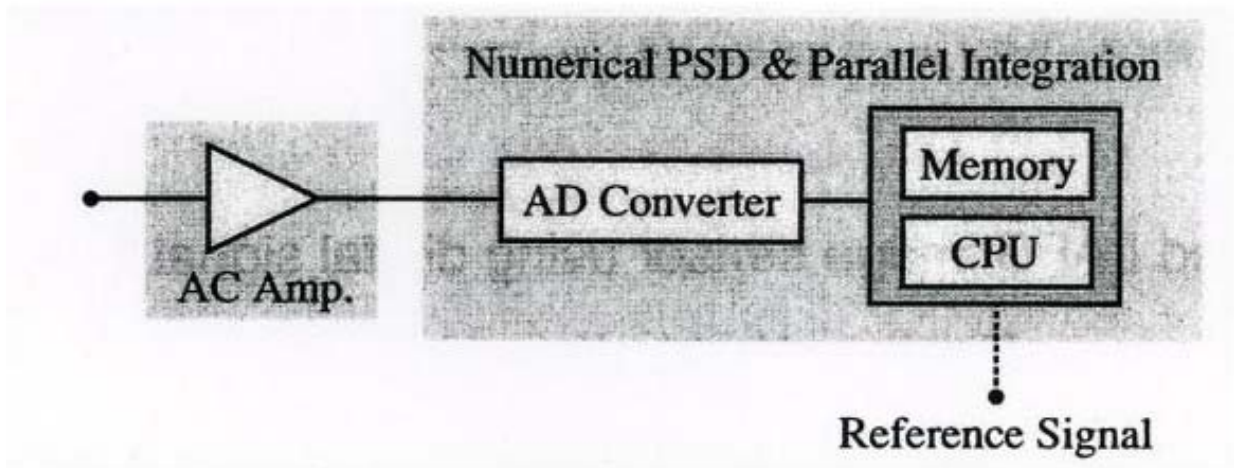 Numerical PSD & Parallel Integration
Memory
AD Converter
CPU
AC Amp.
Reference Signal